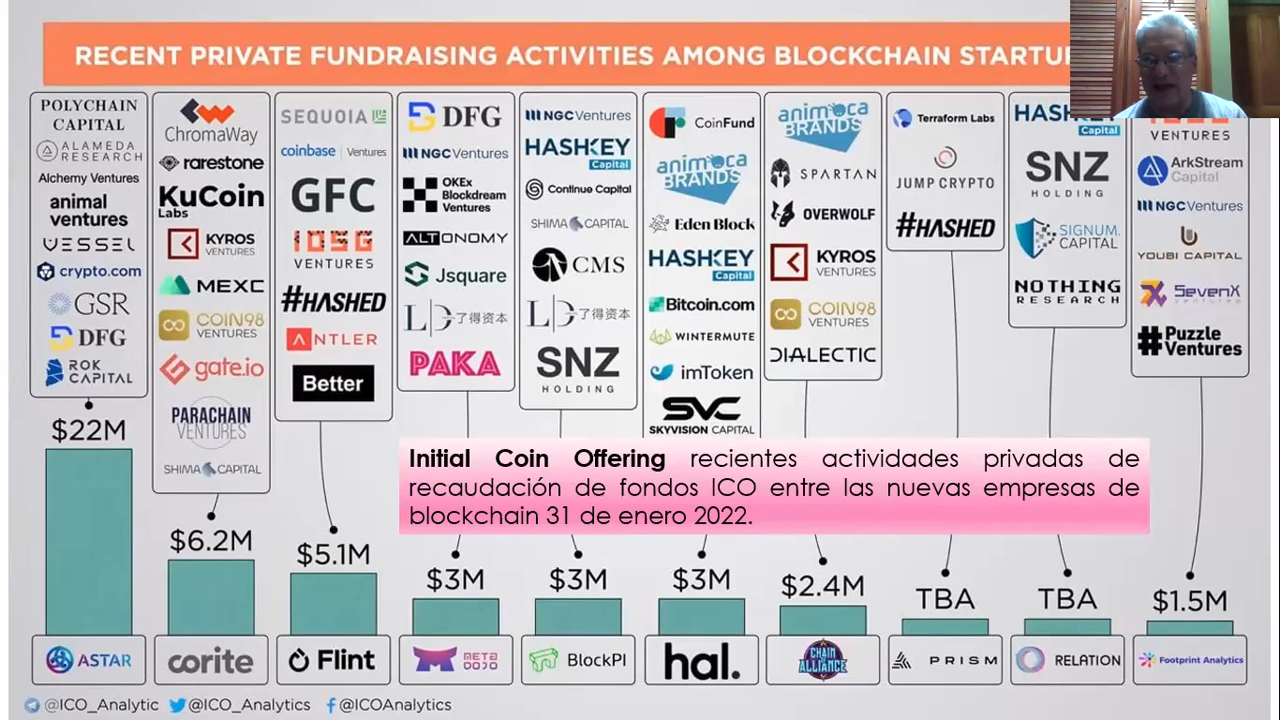 RECENT PRIVATE FUNDRAISING ACTIVITIES AMONG BLOCKCHAIN STARTU
POLYCHAIN
CAPITAL
ALAMEDA
RESEARCH
Alchemy Ventures
animal
ventures
VESSEL
crypto.com
GSR
DFG
ROK
CAPITAL
$22M
ASTAR
ChromaWay
rarestone
KuCoin
Labs
KYROS
VENTURES
MEXC
COIN98
VENTURES
gate.io
PARACHAIN
VENTURES
SHIMA CAPITAL
$6.2M
corite
SEQUOIA
coinbase | Ventures
GFC
IOSG
VENTURES
#HASHED
ANTLER
Better
$5.1M
Flint
DFG
NGC Ventures
OKEx
Blockdream
Ventures
ALTONOMY
Jsquare
LD 了得资本
PAKA
$3M
META
DOJO
NGC Ventures
HASHKEY
Capital
Continue Capital
SHIMA CAPITAL
CMS
LD 了得资本
SNZ
HOLDING
$3M
BlockPI
CoinFund
animoca
BRANDS
Eden Block
HASHKEY
Capital
Bitcoin.com
WINTERMUTE
imToken
SVC
SKYVISION CAPITAL
$3M
hal.
animoca
BRANDS
SPARTAN
OVERWOLF
KYROS
VENTURES
COIN98
VENTURES
DIALECTIC
$2.4M
CHAIN
ALLIANCE
Terraform Labs
JUMP CRYPTO
#HASHED
TBA
PRISM
HASHKEY
Capital
SNZ
HOLDING
SIGNUM
CAPITAL
NOTHING
RESEARCH
TBA
RELATION
VENTURES
ArkStream
Capital
NGC Ventures
YOUBI CAPITAL
SevenX
ventures
Puzzle
Ventures
$1.5M
Footprint Analytics
Initial Coin Offering recientes actividades privadas de
recaudación de fondos ICO entre las nuevas empresas de
blockchain 31 de enero 2022.
@ICO_Analytic @ICO_Analytics @ICOAnalytics